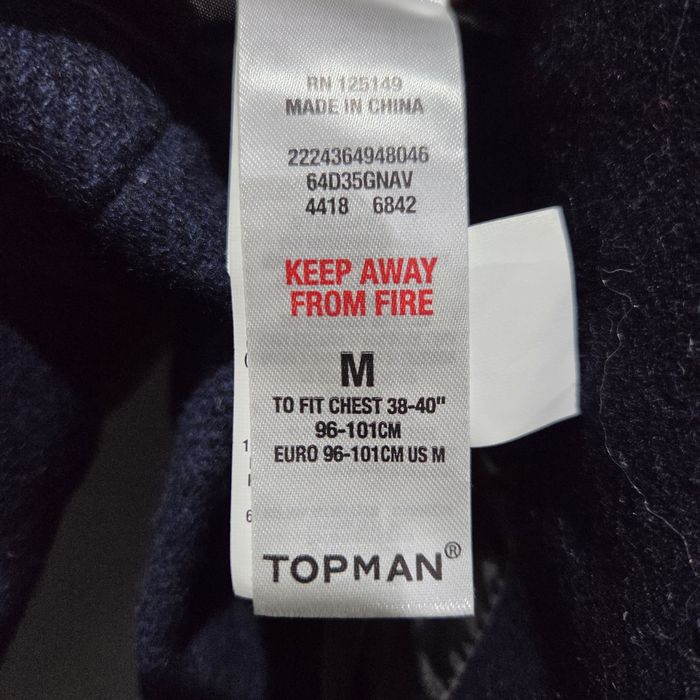 RN 125149
MADE IN CHINA
2224364948046
64D35GNAV
4418 6842
KEEP AWAY
FROM FIRE
M
TO FIT CHEST 38-40"
96-101CM
EURO 96-101CM US M
TOPMAN®